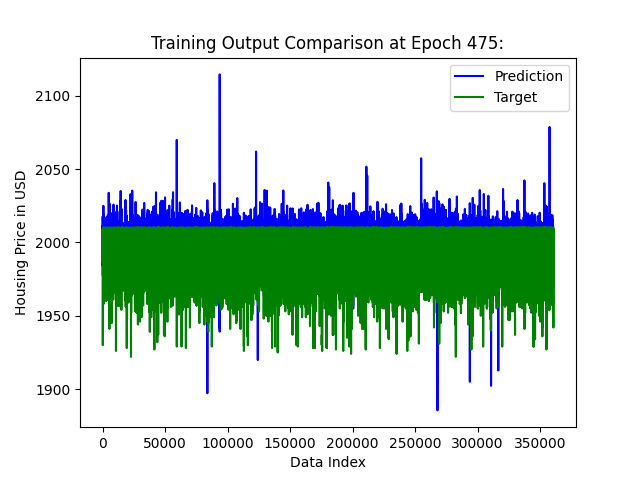 Training Output Comparison at Epoch 475:
Prediction
Target
2100
2050
2000
1950
1900
Housing Price in USD
0
50000
100000
150000
200000
250000
300000
350000
Data Index